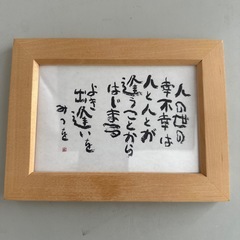 人の世の
幸不幸は
人と人とが
逢うことから
はじまる
よき
出逢いを
みつを